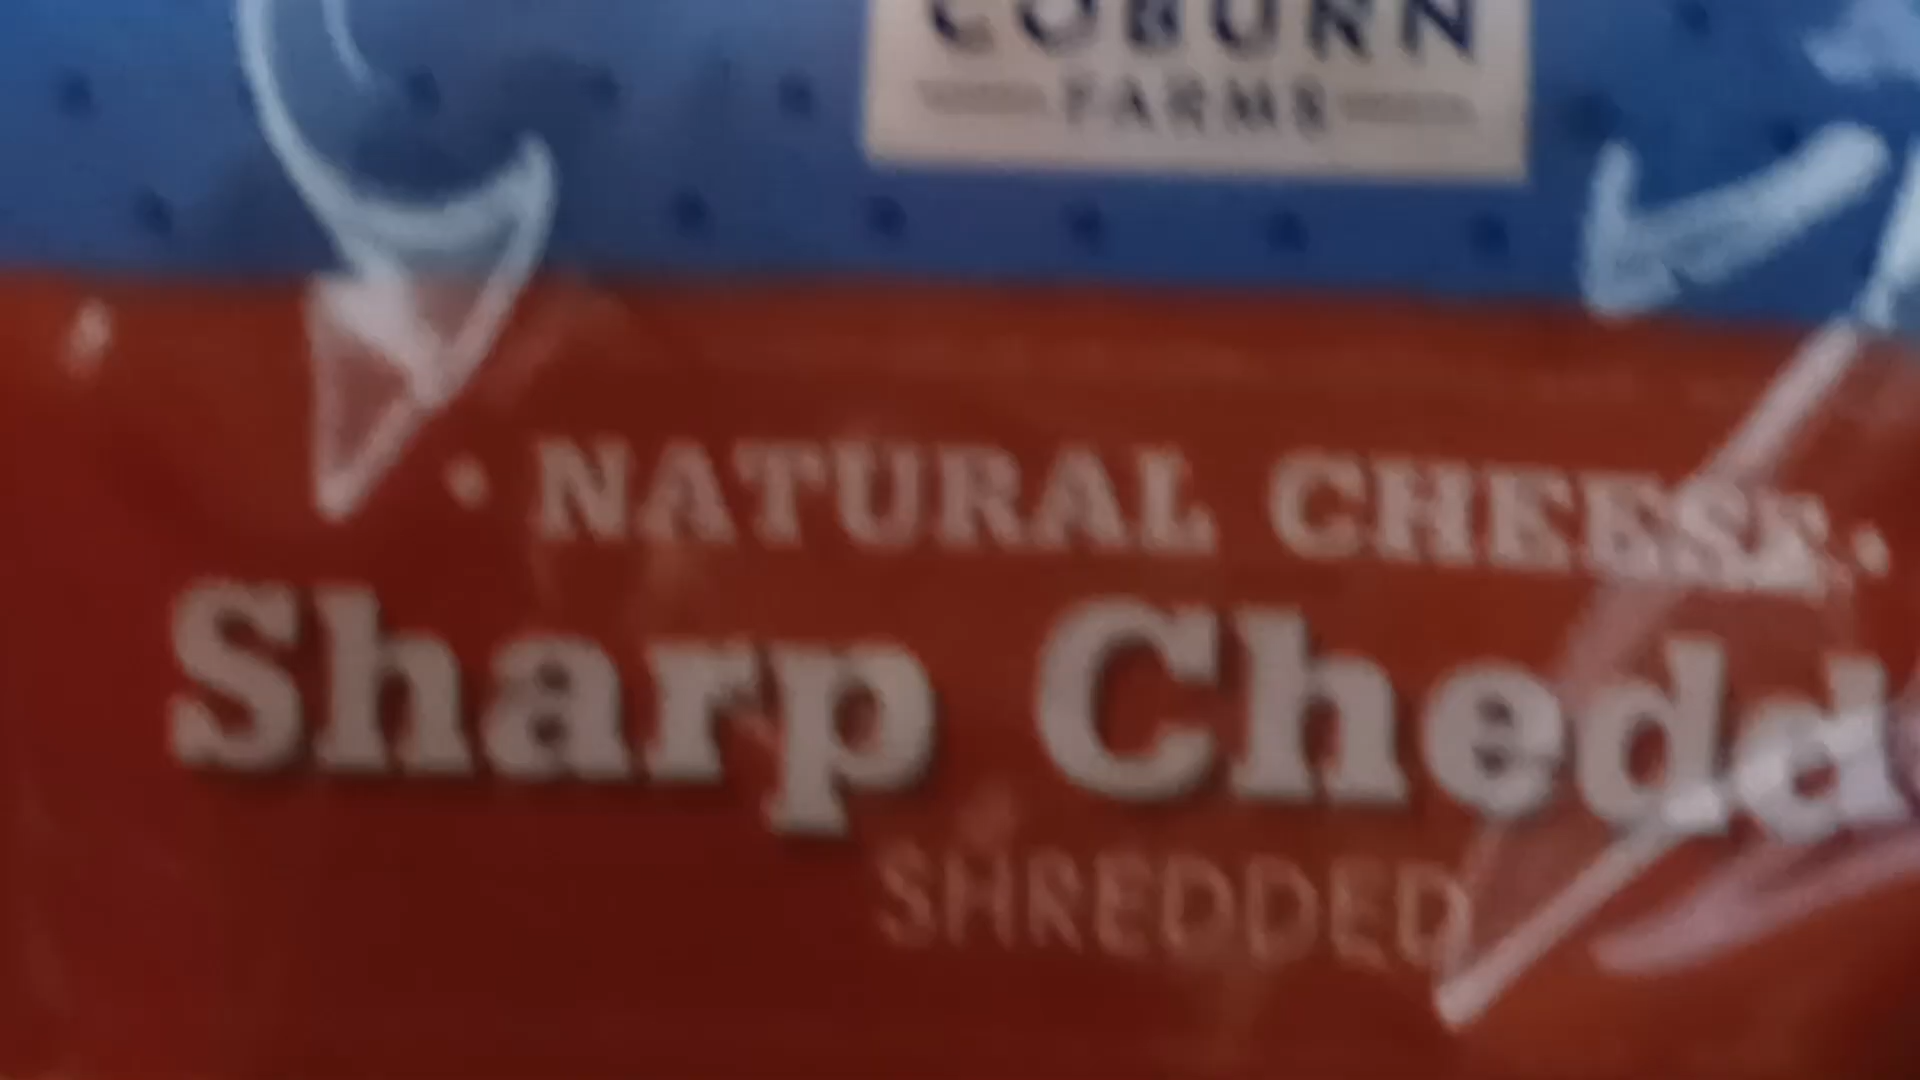 COBURN
FARMS
· NATURAL CHEESE ·
Sharp Chedd
SHREDDED